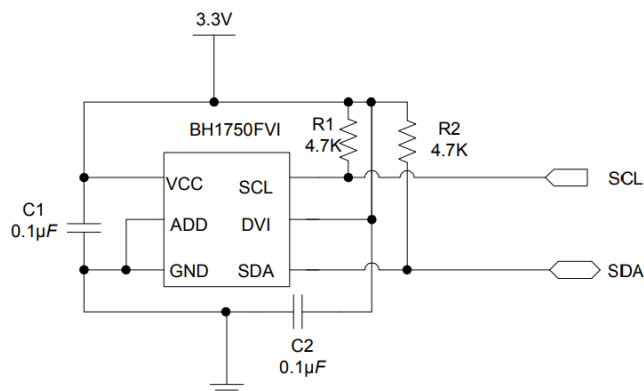 3.3V
BH1750FVI
R1
4.7K
R2
4.7K
VCC
SCL
SCL
C1
0.1μF
ADD
DVI
GND
SDA
SDA
C2
0.1μF